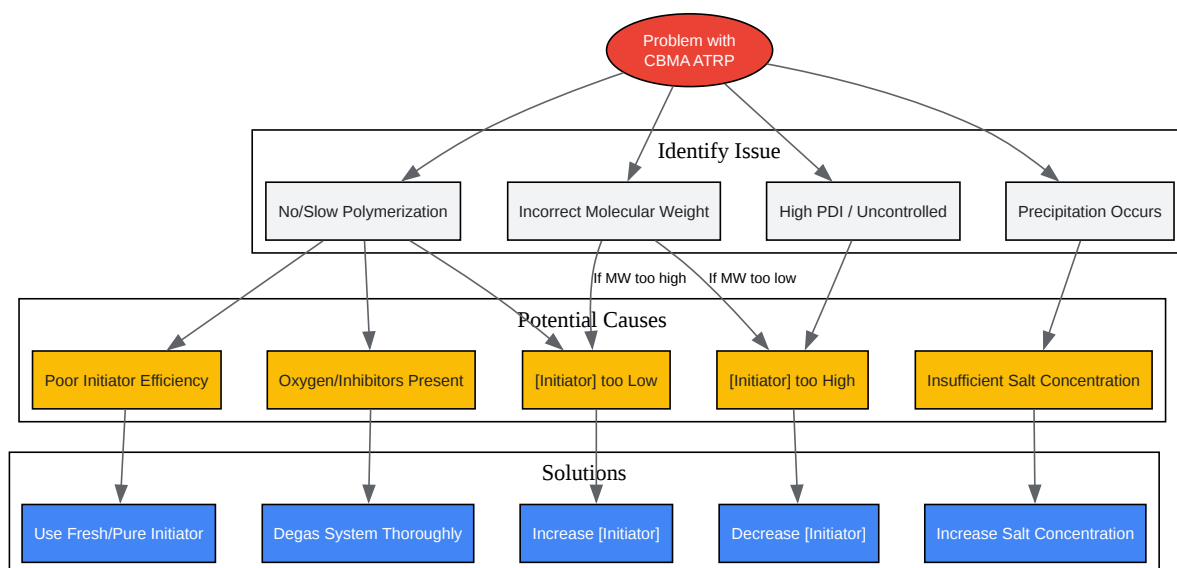 Problem with
CBMA ATRP
Identify Issue
No/Slow Polymerization
Incorrect Molecular Weight
High PDI / Uncontrolled
Precipitation Occurs
If MW too high
If MW too low
Potential Causes
Poor Initiator Efficiency
Oxygen/Inhibitors Present
[Initiator] too Low
[Initiator] too High
Insufficient Salt Concentration
Solutions
Use Fresh/Pure Initiator
Degas System Thoroughly
Increase [Initiator]
Decrease [Initiator]
Increase Salt Concentration